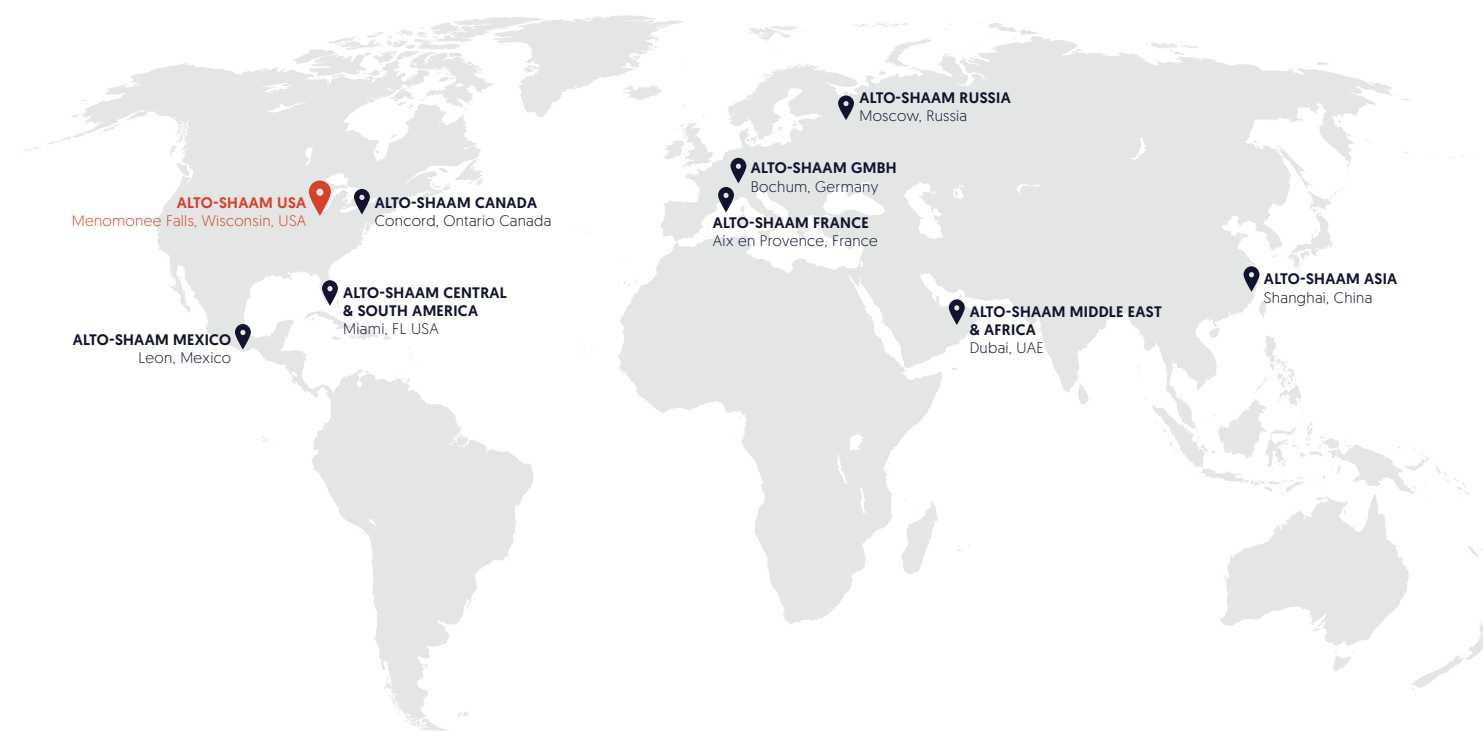 ALTO-SHAAM RUSSIA
Moscow, Russia
ALTO-SHAAM GMBH
Bochum, Germany
ALTO-SHAAM USA
Menomonee Falls, Wisconsin, USA
ALTO-SHAAM CANADA
Concord, Ontario Canada
ALTO-SHAAM FRANCE
Aix en Provence, France
ALTO-SHAAM ASIA
Shanghai, China
ALTO-SHAAM CENTRAL
& SOUTH AMERICA
Miami, FL USA
ALTO-SHAAM MIDDLE EAST
& AFRICA
Dubai, UAE
ALTO-SHAAM MEXICO
Leon, Mexico